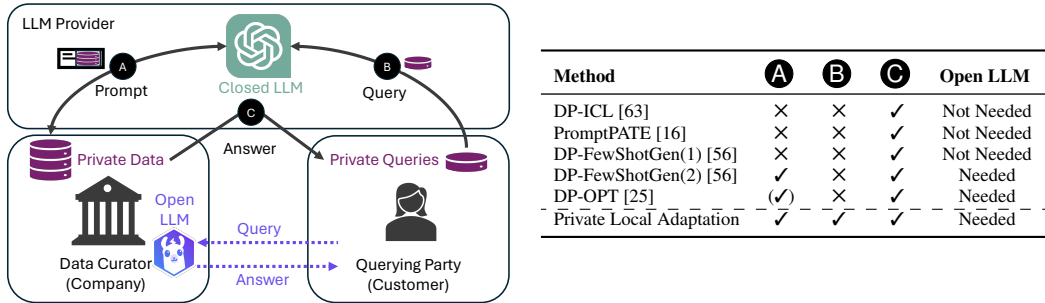 LLM Provider
A
Prompt
Closed LLM
B
Query
C
Answer
Private Data
Private Queries
Open
LLM
Query
Answer
Data Curator
(Company)
Querying Party
(Customer)
Method A B C Open LLM
DP-ICL [63] × × ✓ Not Needed
PromptPATE [16] × × ✓ Not Needed
DP-FewShotGen(1) [56] × × ✓ Not Needed
DP-FewShotGen(2) [56] ✓ × ✓ Needed
DP-OPT [25] (✓) × ✓ Needed
Private Local Adaptation ✓ ✓ ✓ Needed